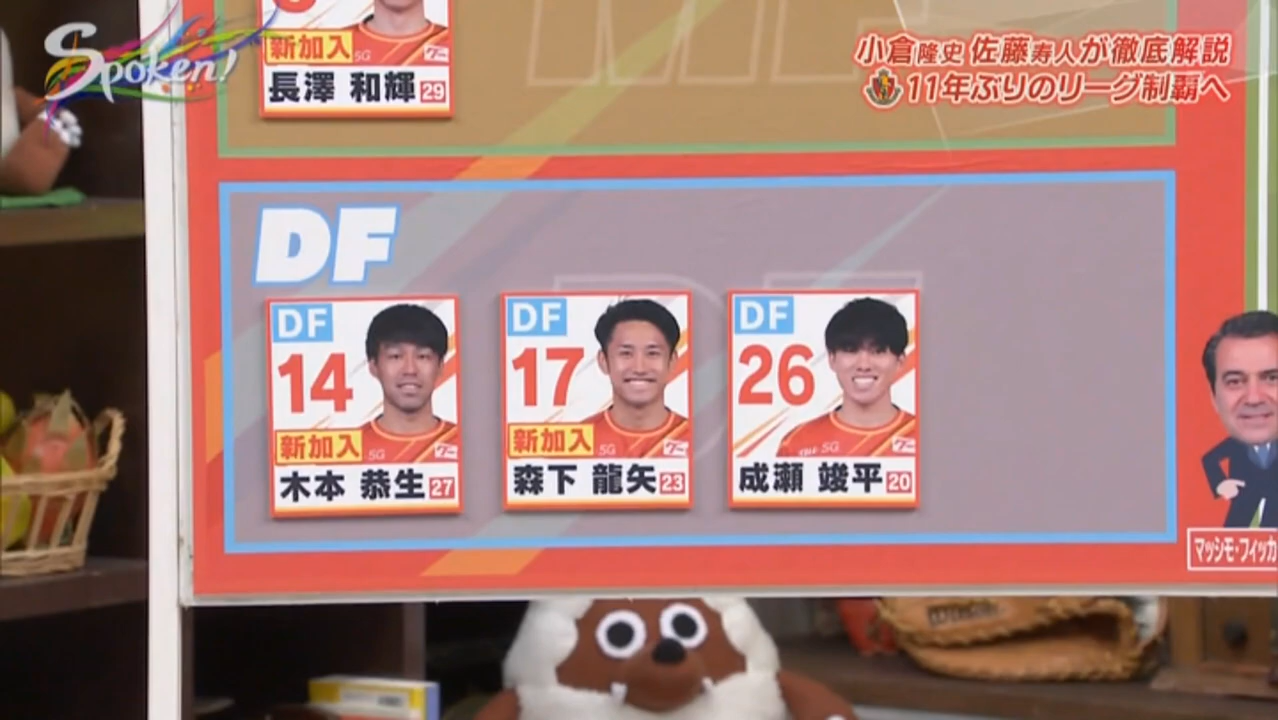 Spoken!
小倉隆史 佐藤寿人が徹底解説
11年ぶりのリーグ制覇へ
新加入
長澤 和輝 29
DF
DF
14
新加入
木本 恭生 27
DF
17
新加入
森下 龍矢 23
DF
26
成瀬 竣平 20
マッシモ・フィッカ